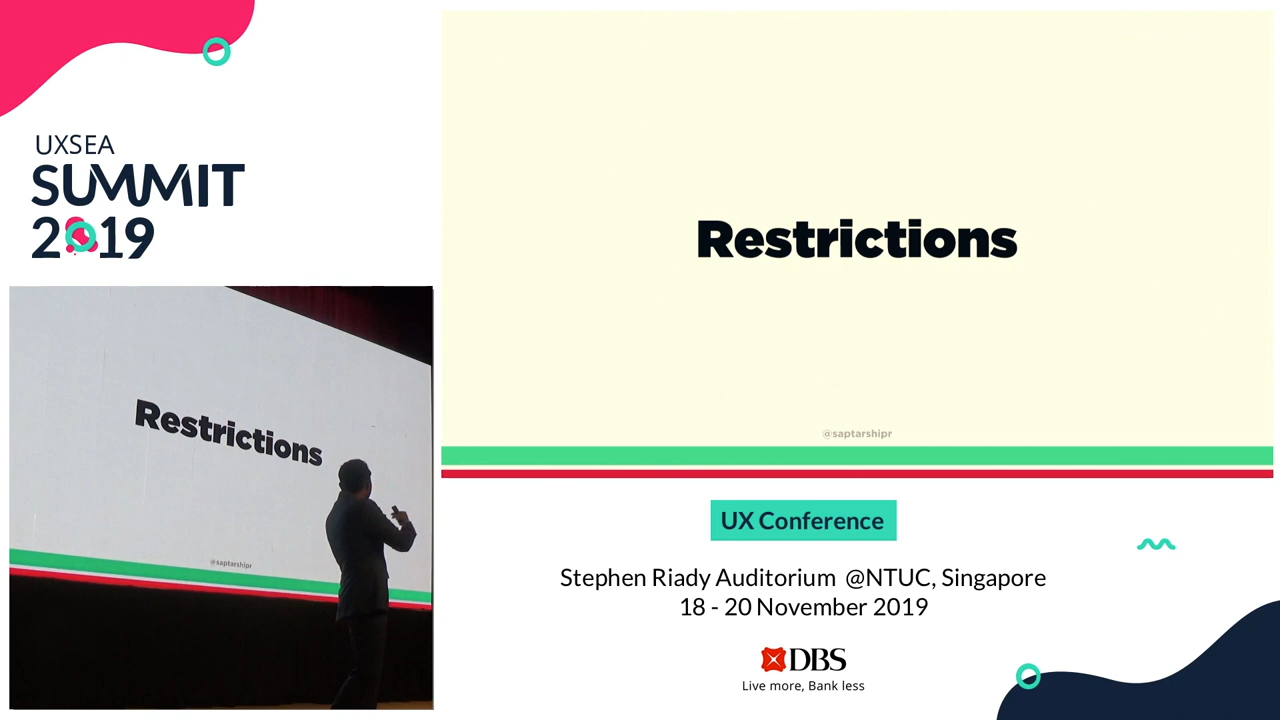 UXSEA
SUMMIT
2019
Restrictions
@saptarshipr
Restrictions
@saptarshipr
UX Conference
Stephen Riady Auditorium @NTUC, Singapore
18 - 20 November 2019
DBS
Live more, Bank less